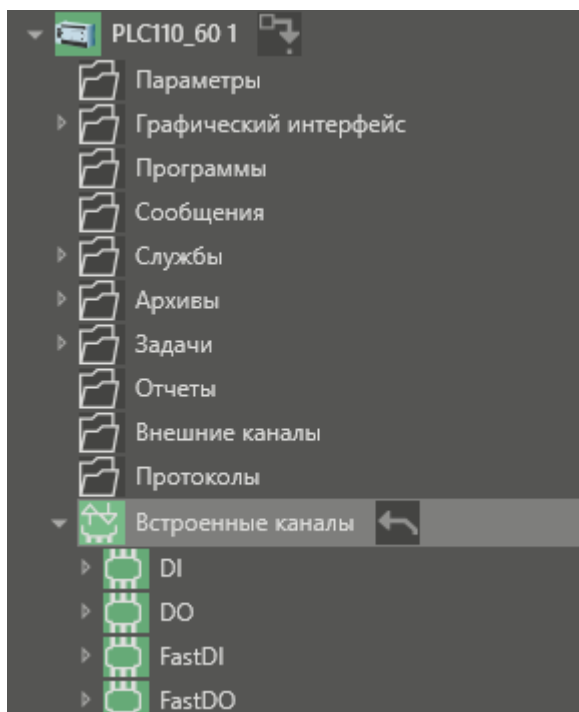 PLC110_60 1
Параметры
Графический интерфейс
Программы
Сообщения
Службы
Архивы
Задачи
Отчеты
Внешние каналы
Протоколы
Встроенные каналы
DI
DO
FastDI
FastDO